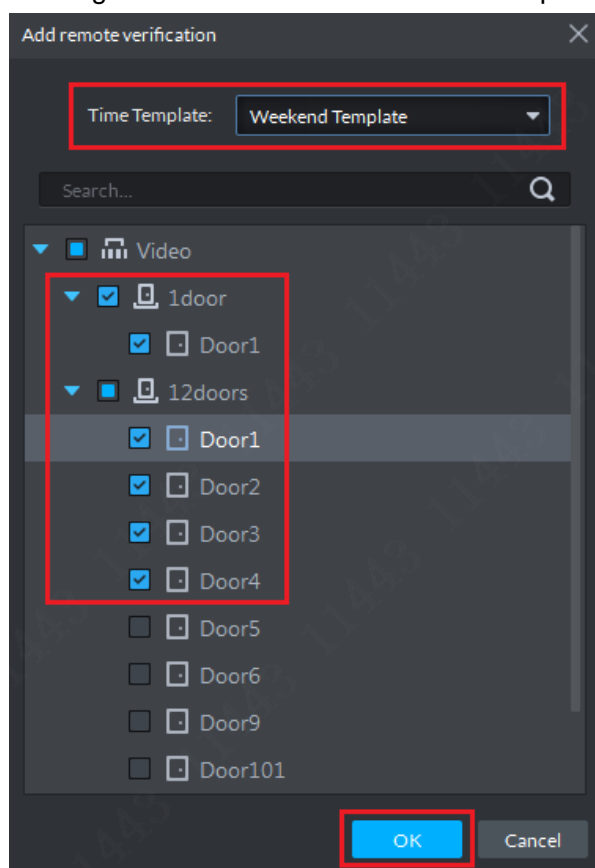 Add remote verification
Time Template: Weekend Template
Search...
Video
1door
Door1
12doors
Door1
Door2
Door3
Door4
Door5
Door6
Door9
Door101
OK Cancel